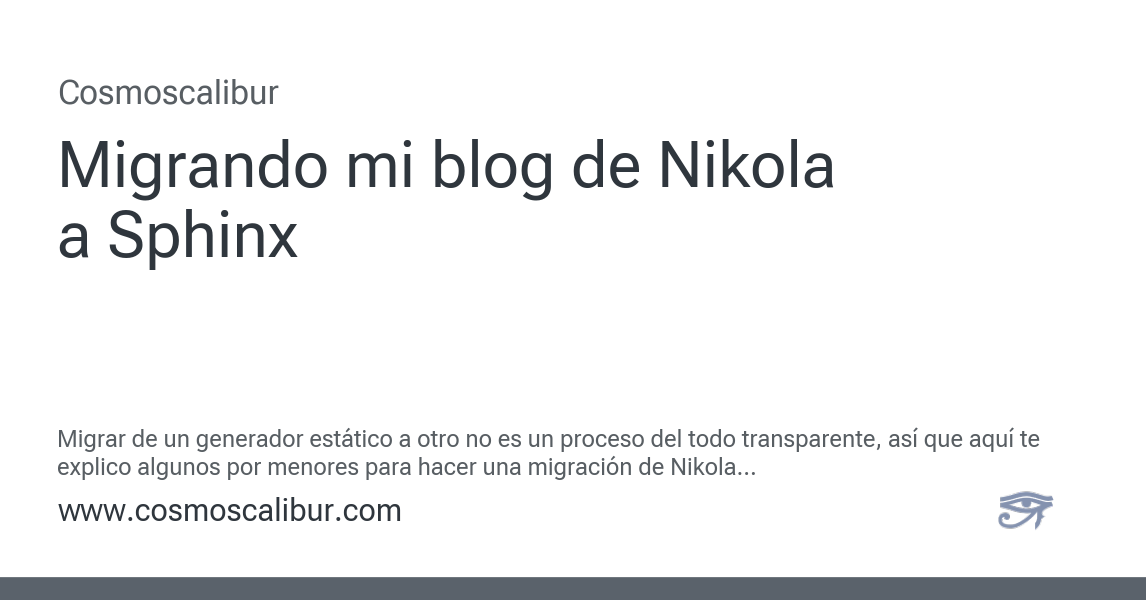 Cosmoscalibur
Migrando mi blog de Nikola
a Sphinx
Migrar de un generador estático a otro no es un proceso del todo transparente, así que aquí te
explico algunos por menores para hacer una migración de Nikola...
www.cosmoscalibur.com